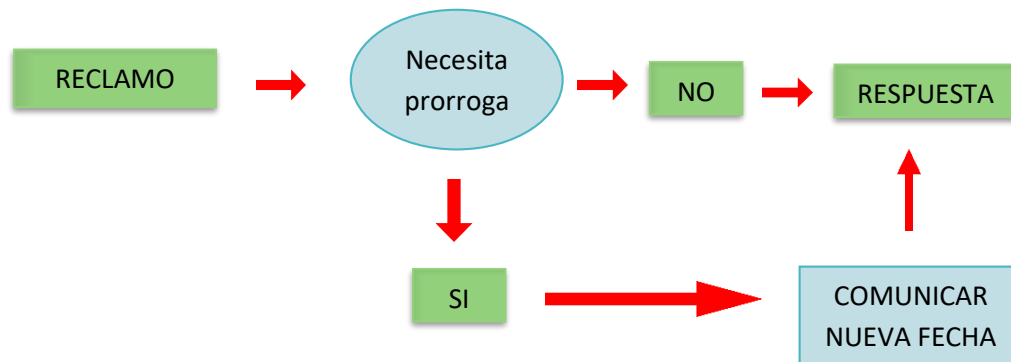 RECLAMO
Necesita
prorroga
NO
RESPUESTA
SI
COMUNICAR
NUEVA FECHA